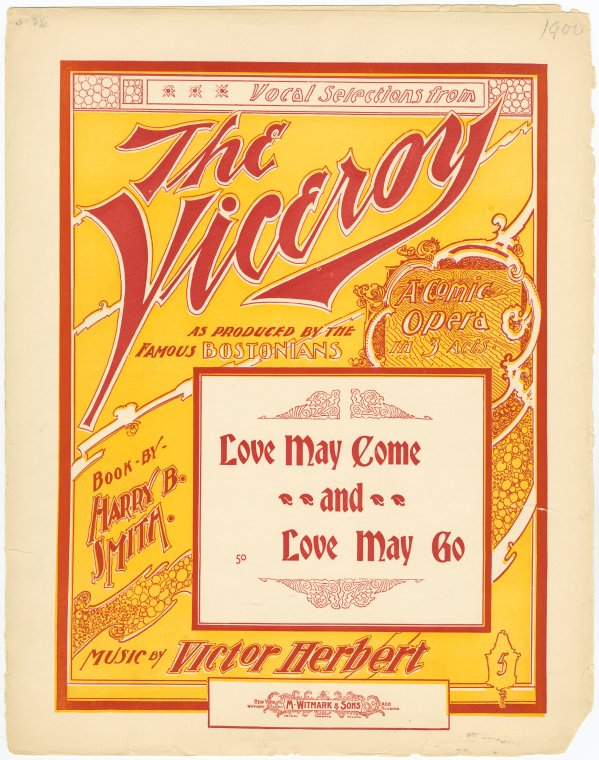 1900
Vocal Selections from
The
Viceroy
A Comic
Opera
in 3 Acts
AS PRODUCED BY THE
FAMOUS BOSTONIANS
Love May Come
and
50 Love May Go
BOOK-BY-
HARRY B.
SMITH.
MUSIC BY Victor Herbert
5
M. WITMARK & SONS